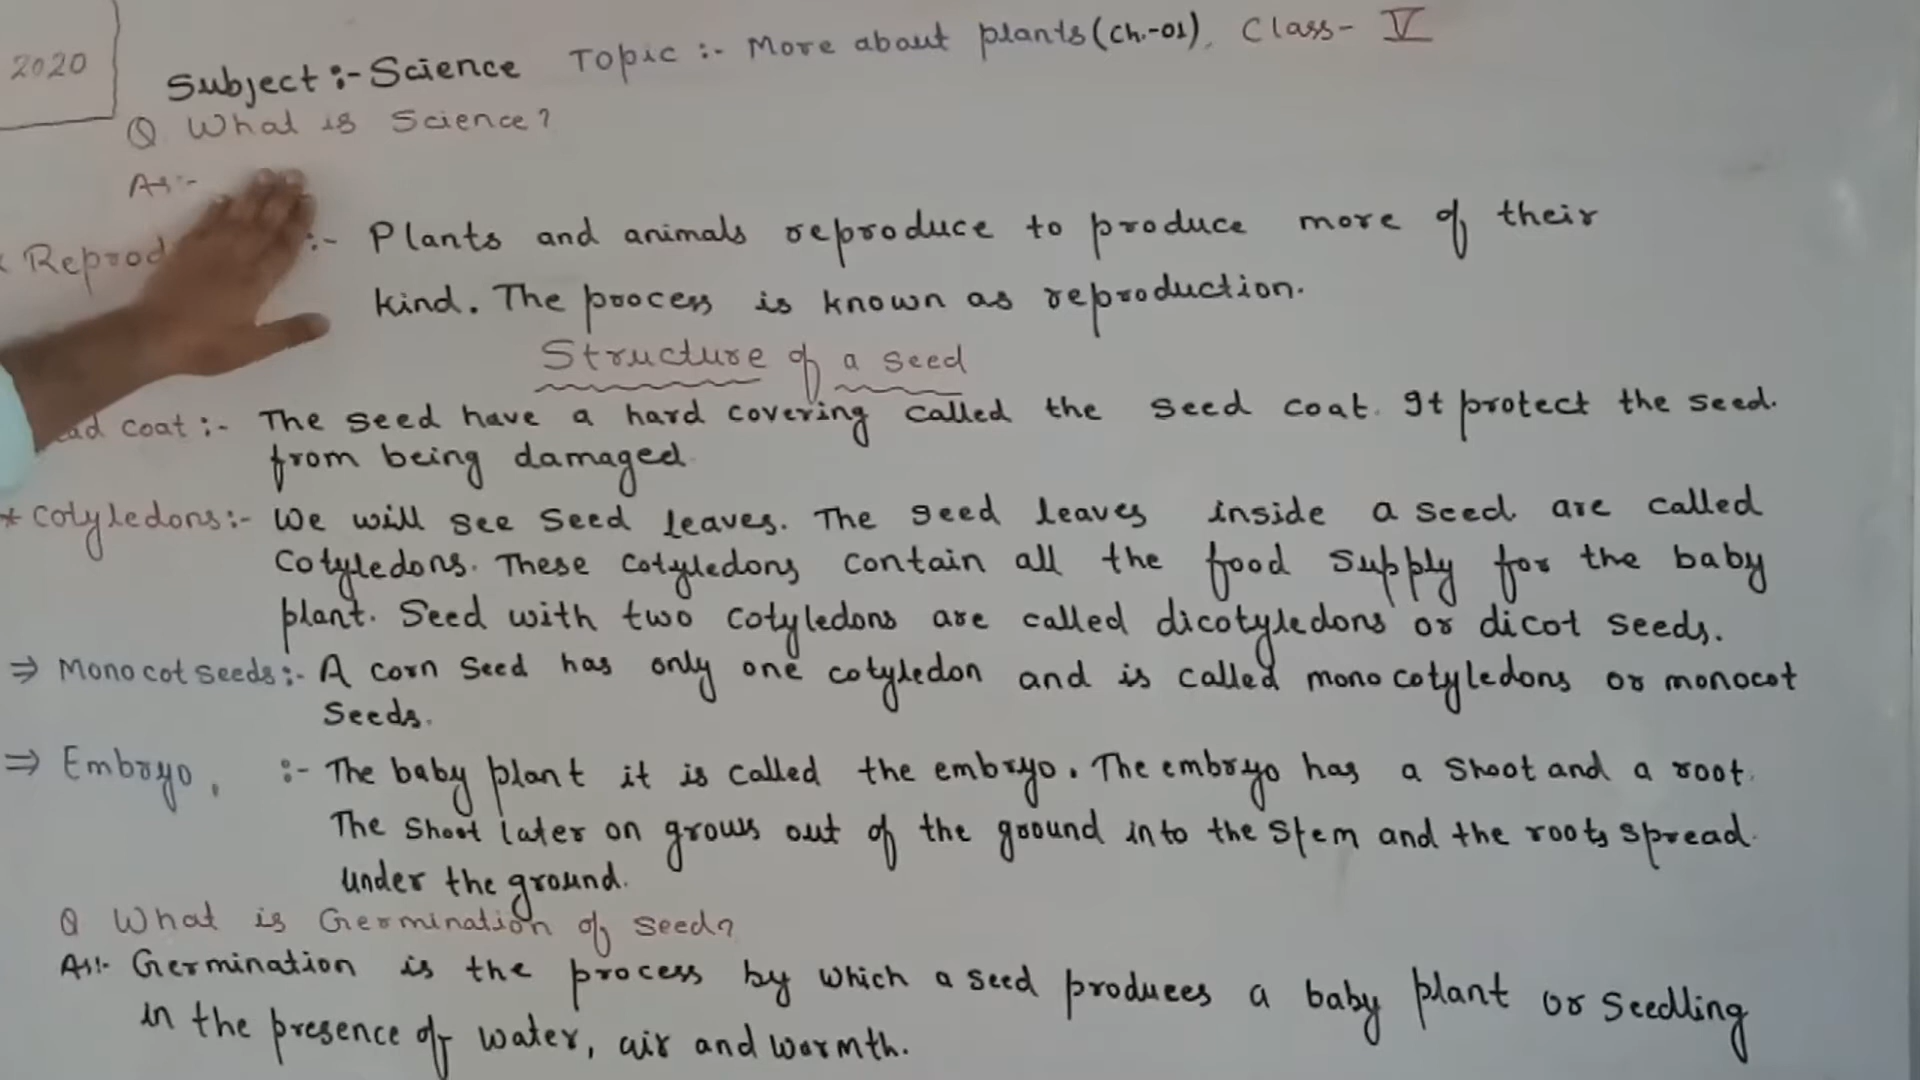 2020
Subject:- Science Topic:- More about plants (Ch.-01), Class- V
Q What is Science?
As:-
Reprod :- Plants and animals reproduce to produce more of their
kind. The process is known as reproduction.
Structure of a seed
coat:- The seed have a hard covering called the seed coat. It protect the seed.
from being damaged.
* Cotyledons:- We will see seed leaves. The seed leaves inside a seed are called
Cotyledons. These cotyledons contain all the food supply for the baby
plant. Seed with two cotyledons are called dicotyledons or dicot seeds.
⇒ Monocot seeds:- A corn seed has only one cotyledon and is called monocotyledons or monocot
Seeds.
⇒ Embryo, :- The baby plant it is called the embryo. The embryo has a shoot and a root.
The shoot later on grows out of the ground into the stem and the roots spread
under the ground.
Q What is Germination of seed?
As:- Germination is the process by which a seed produces a baby plant or seedling
in the presence of water, air and warmth.